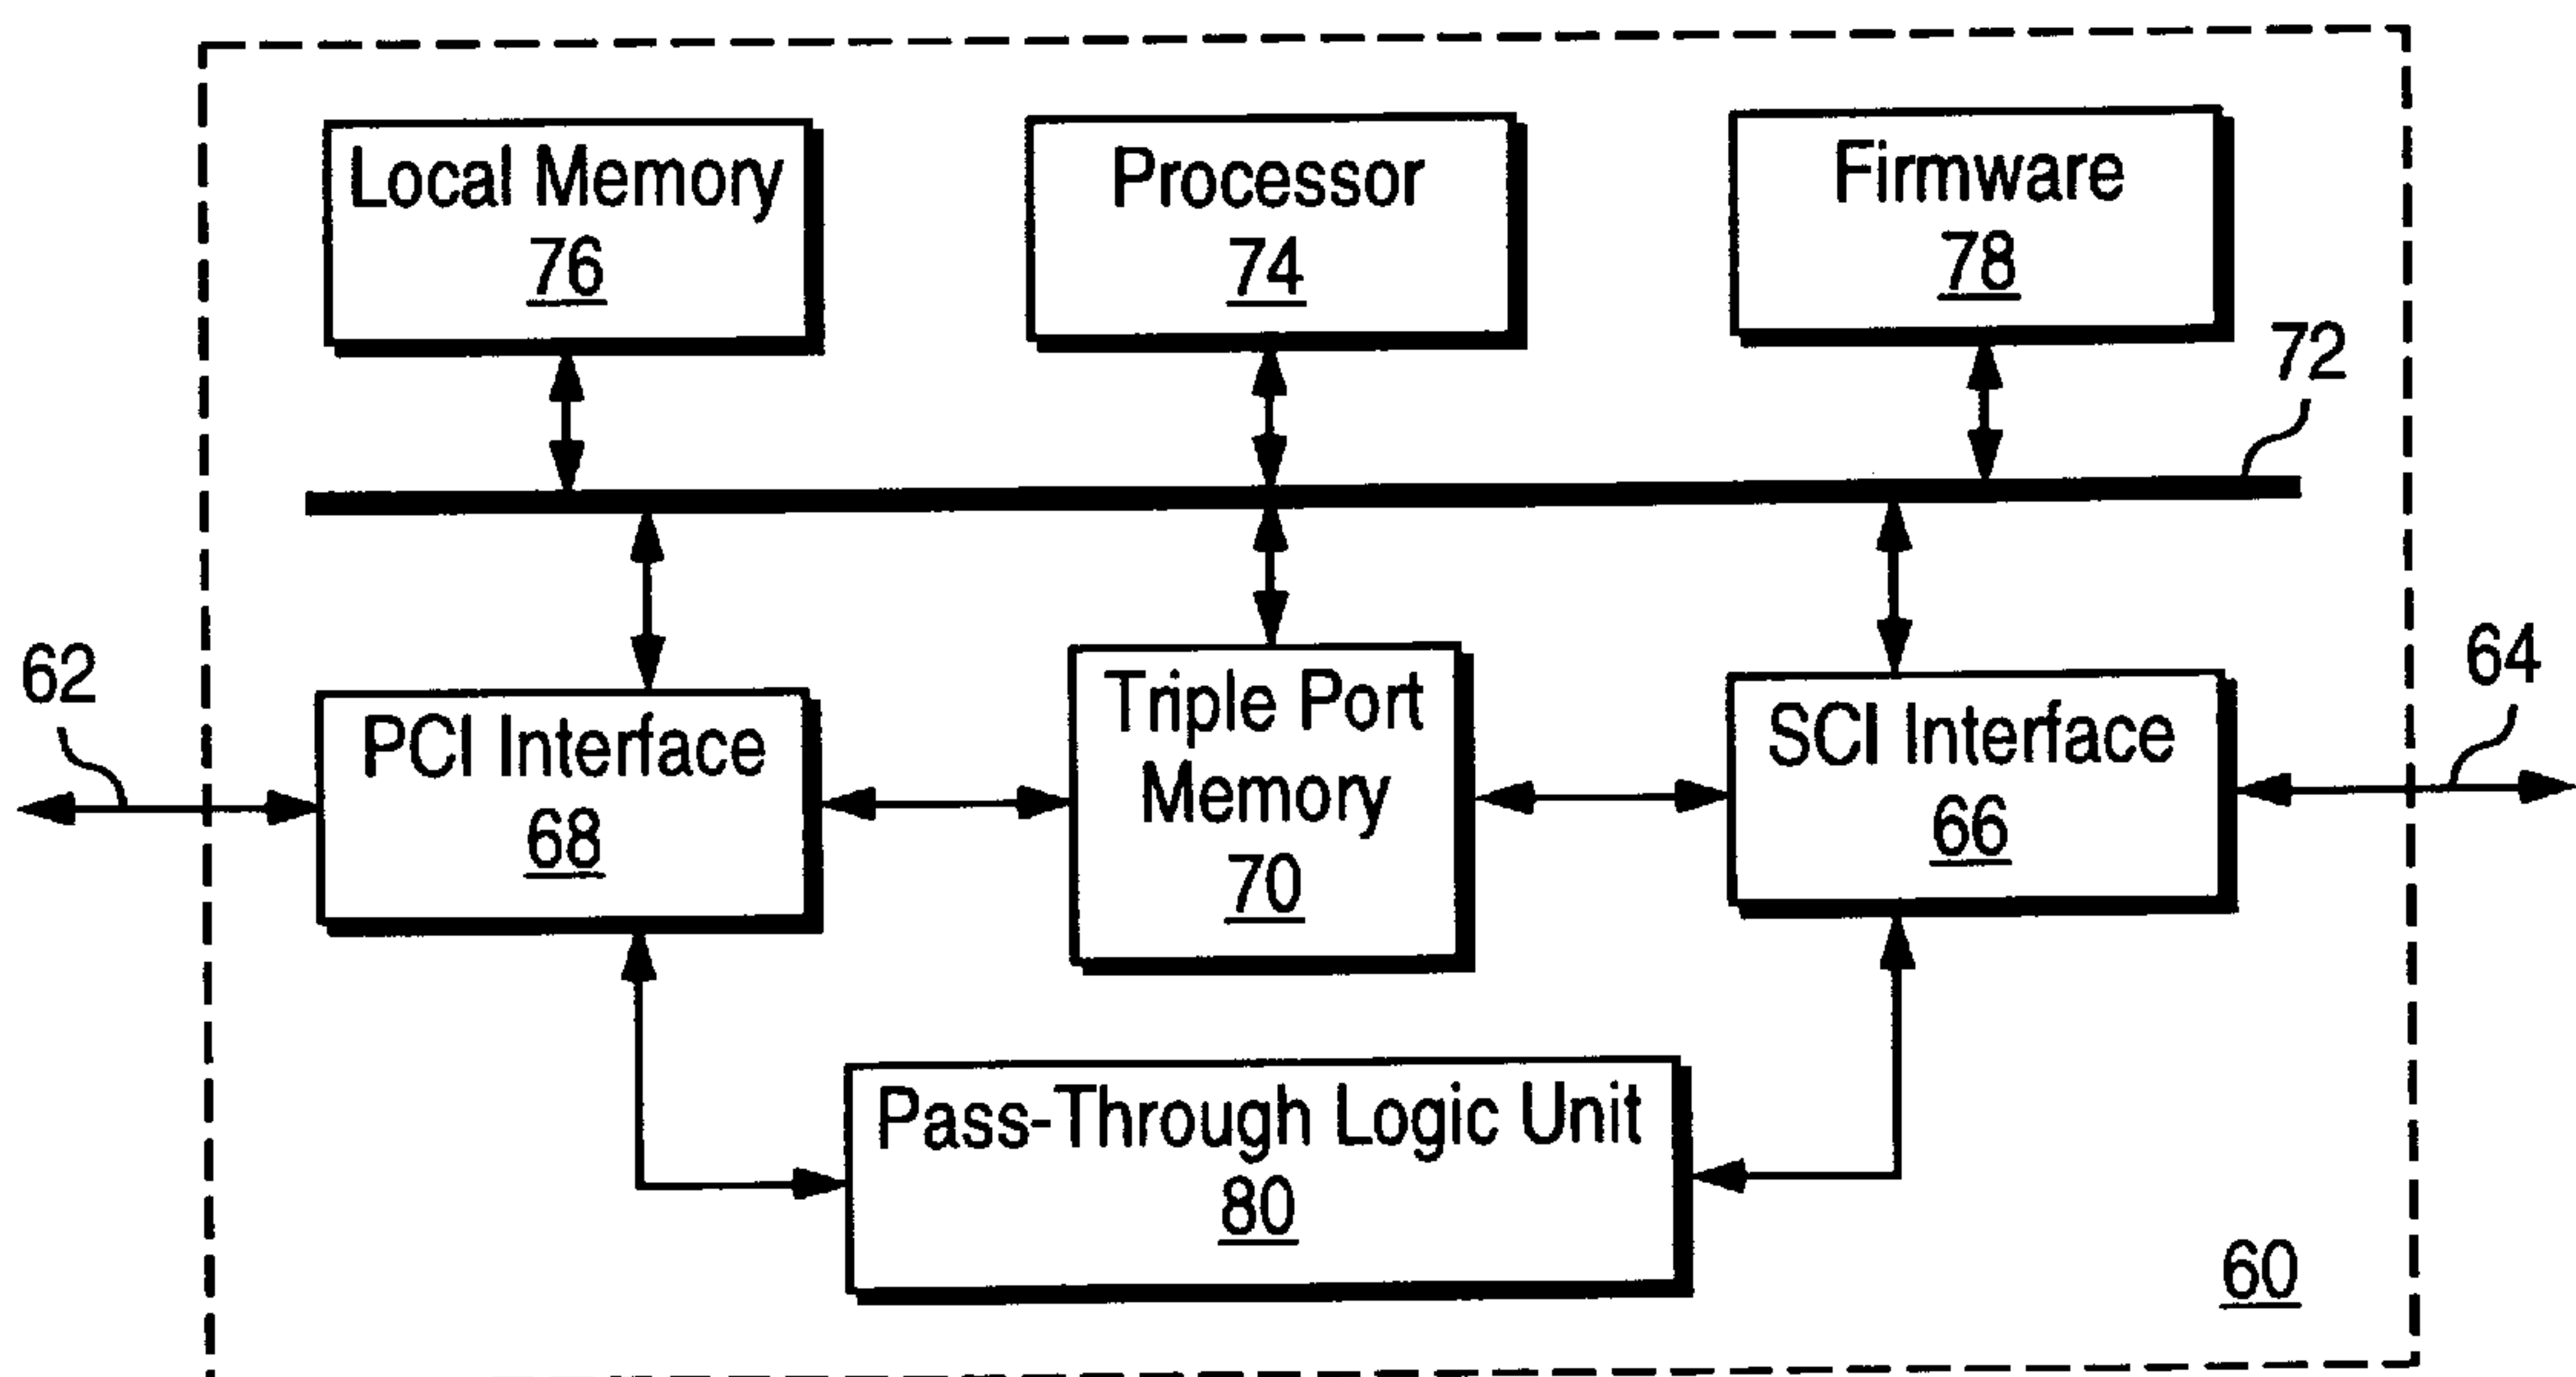 Local Memory
76
Processor
74
Firmware
78
72
62
PCI Interface
68
Triple Port
Memory
70
SCI Interface
66
64
Pass-Through Logic Unit
80
60